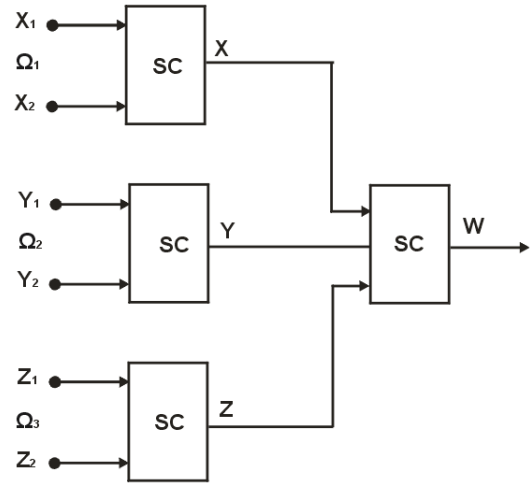 X₁
Ω₁
X₂
SC
X
Y₁
Ω₂
Y₂
SC
Y
SC
W
Z₁
Ω₃
Z₂
SC
Z